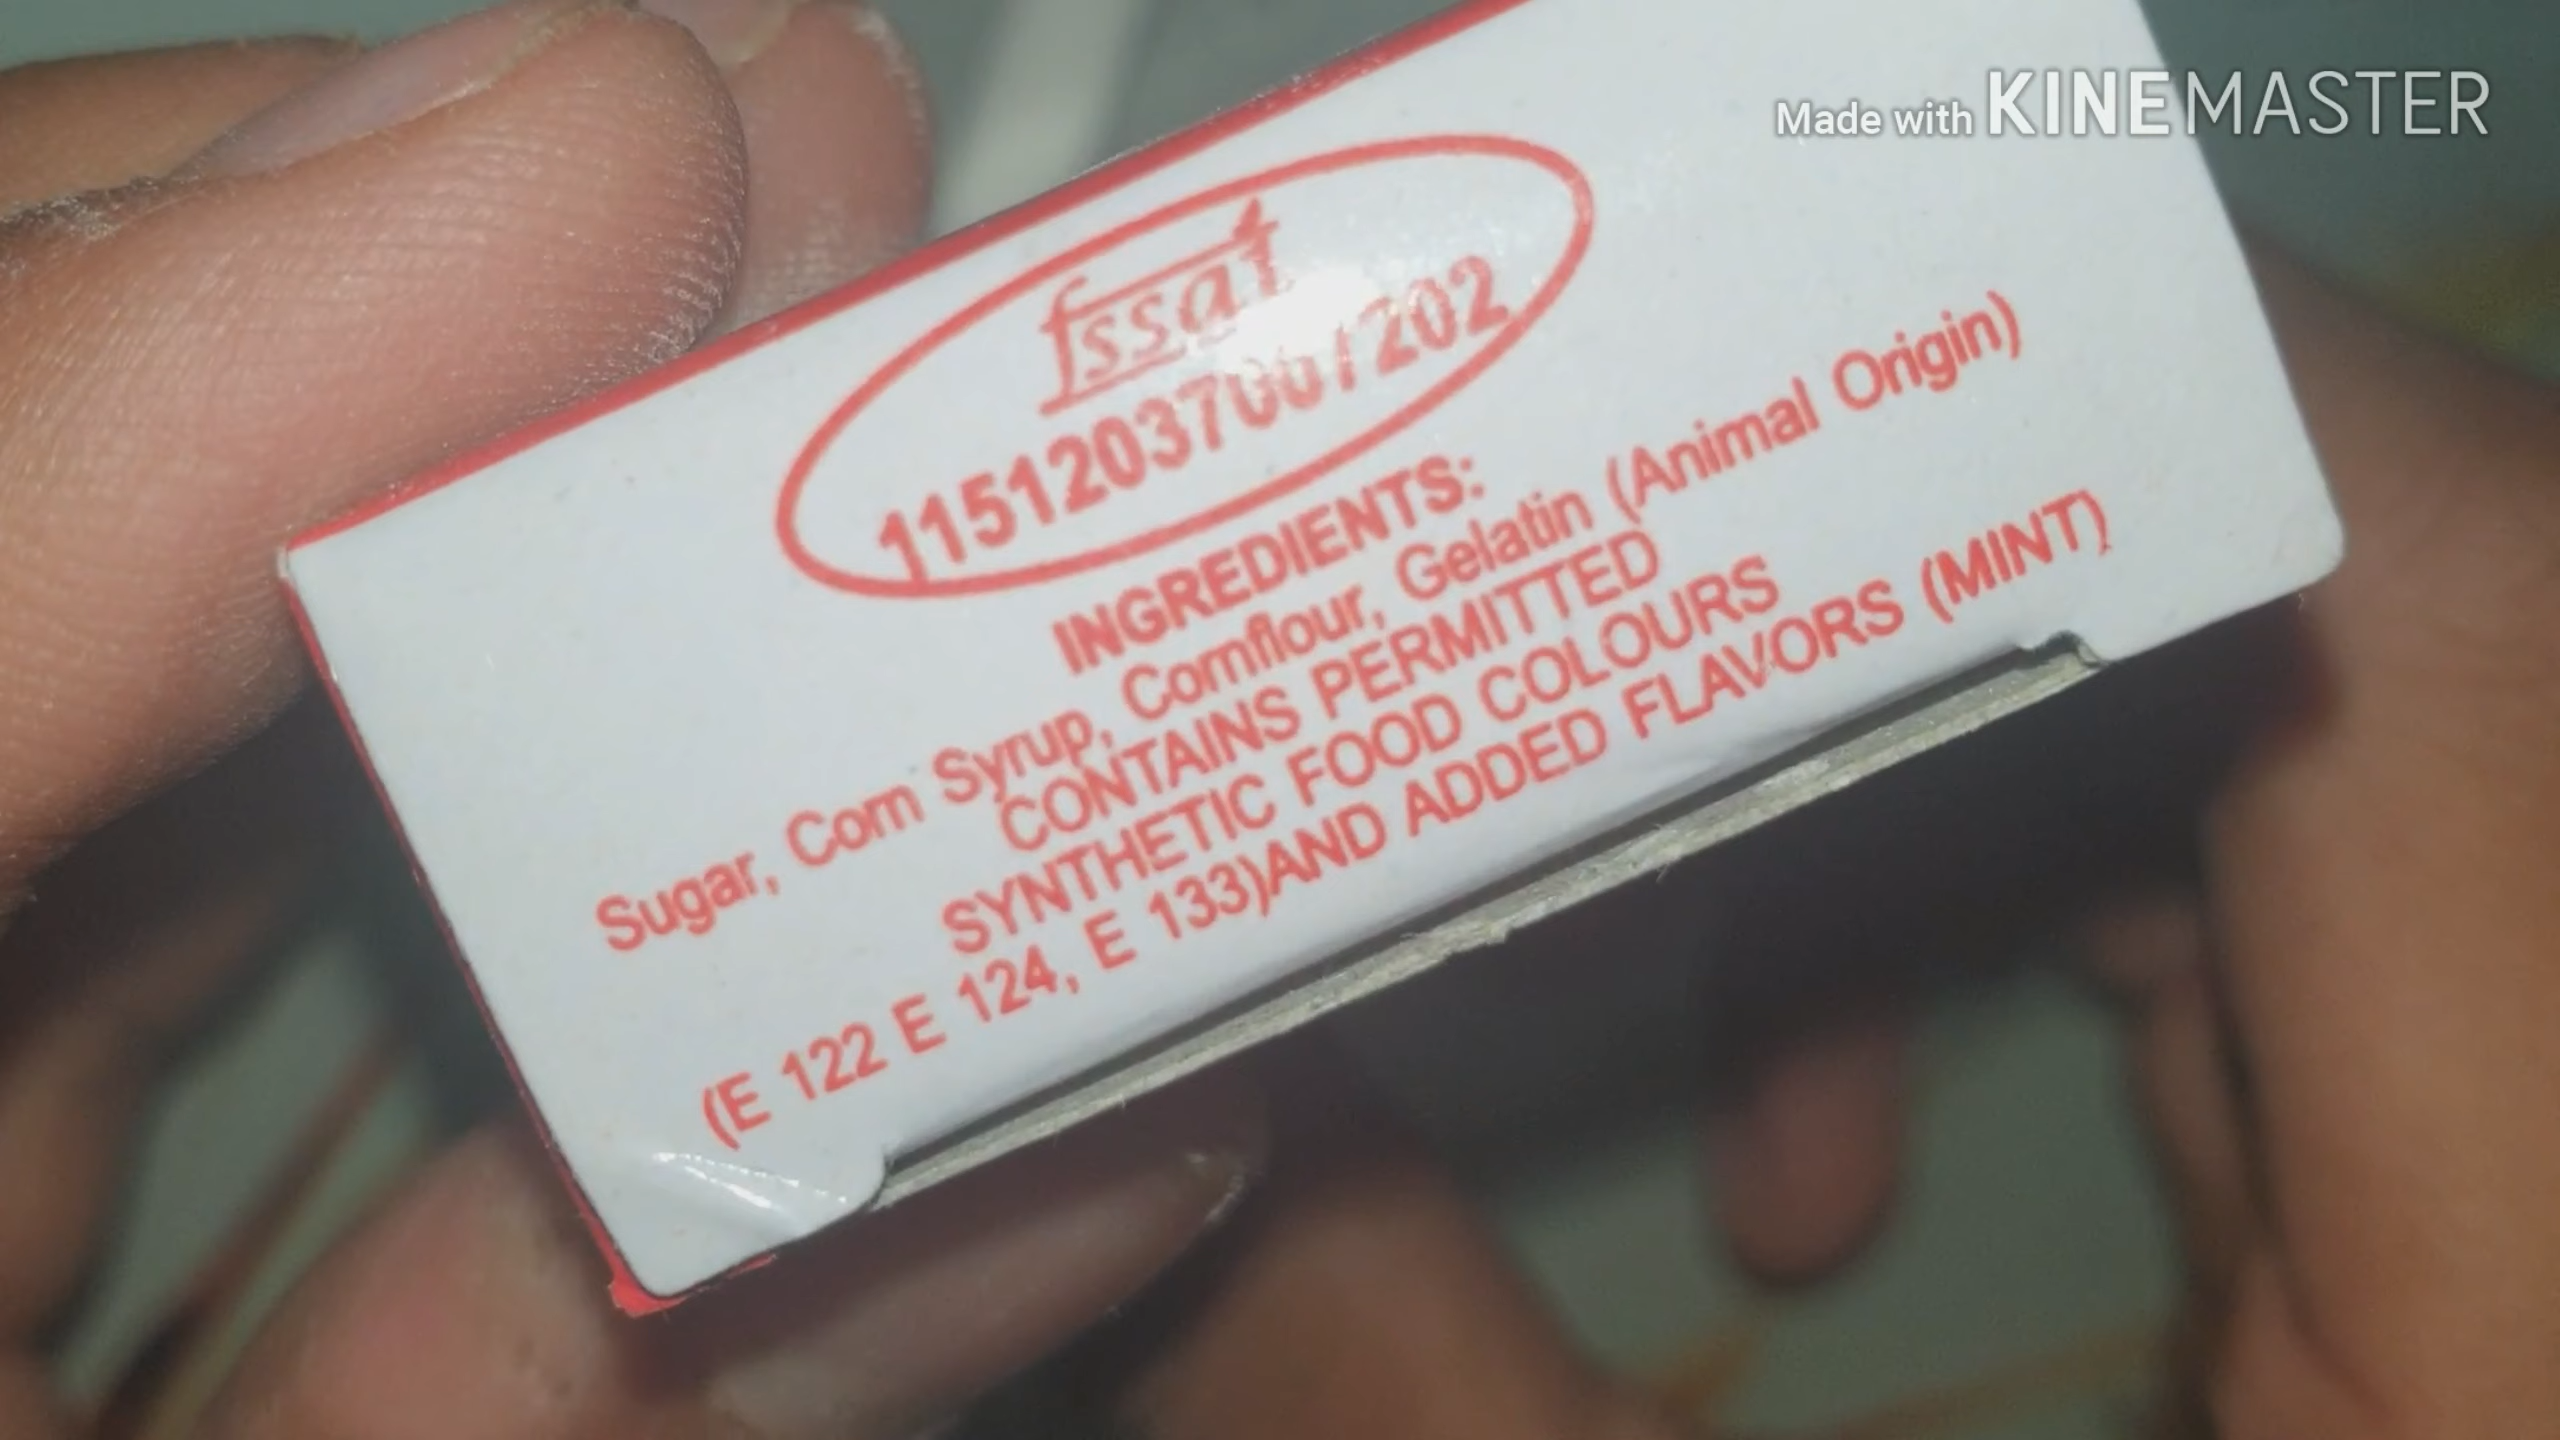 Made with KINEMASTER
fssai
INGREDIENTS:
Sugar, Corn Syrup, Cornflour, Gelatin (Animal Origin)
CONTAINS PERMITTED
SYNTHETIC FOOD COLOURS
(E 122 E 124, E 133)AND ADDED FLAVORS (MINT)